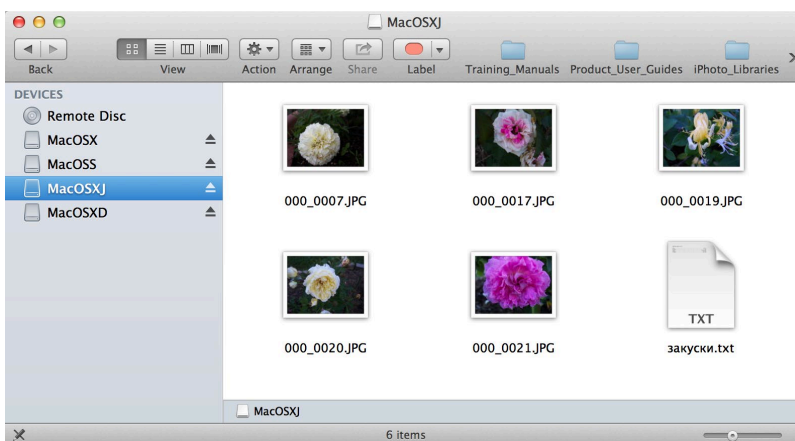 MacOSXJ
Back View Action Arrange Share Label Training_Manuals Product_User_Guides iPhoto_Libraries
DEVICES
Remote Disc
MacOSX
MacOSS
MacOSXJ
MacOSXD
000_0007.JPG 000_0017.JPG 000_0019.JPG
TXT
000_0020.JPG 000_0021.JPG закуски.txt
MacOSXJ
6 items